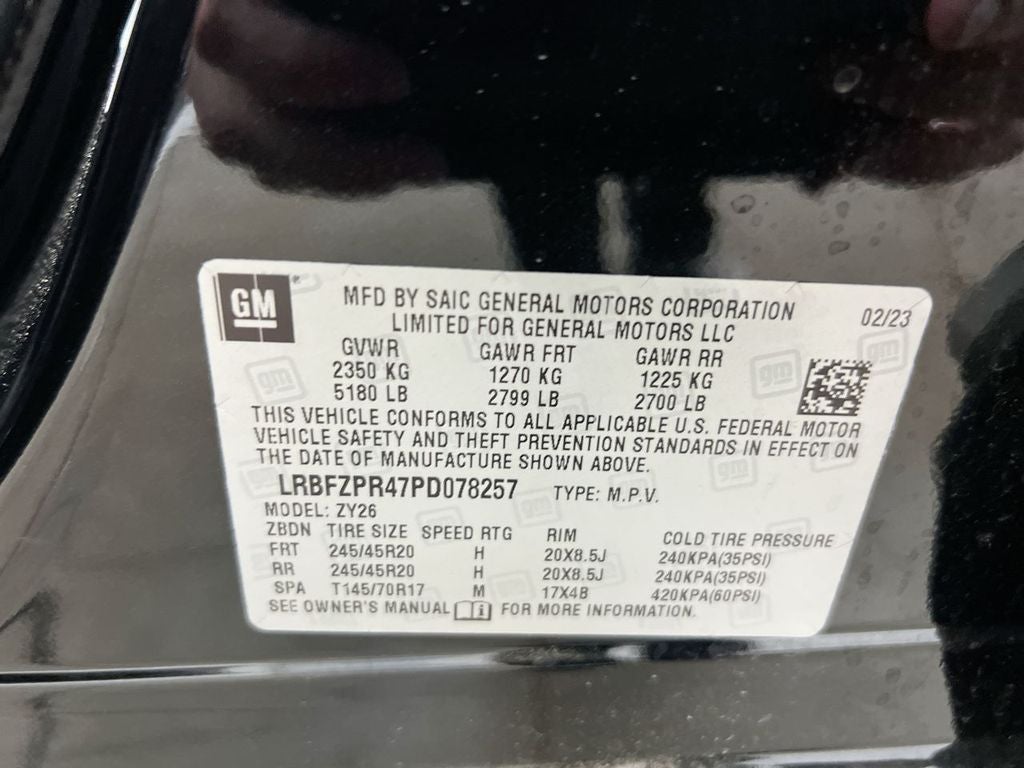 GM
MFD BY SAIC GENERAL MOTORS CORPORATION
LIMITED FOR GENERAL MOTORS LLC
02/23
GVWR GAWR FRT GAWR RR
2350 KG 1270 KG 1225 KG
5180 LB 2799 LB 2700 LB
THIS VEHICLE CONFORMS TO ALL APPLICABLE U.S. FEDERAL MOTOR
VEHICLE SAFETY AND THEFT PREVENTION STANDARDS IN EFFECT ON
THE DATE OF MANUFACTURE SHOWN ABOVE.
LRBFZPR47PD078257 TYPE: M.P.V.
MODEL: ZY26
ZBDN TIRE SIZE SPEED RTG RIM COLD TIRE PRESSURE
FRT 245/45R20 H 20X8.5J 240KPA(35PSI)
RR 245/45R20 H 20X8.5J 240KPA(35PSI)
SPA T145/70R17 M 17X4B 420KPA(60PSI)
SEE OWNER'S MANUAL i FOR MORE INFORMATION.